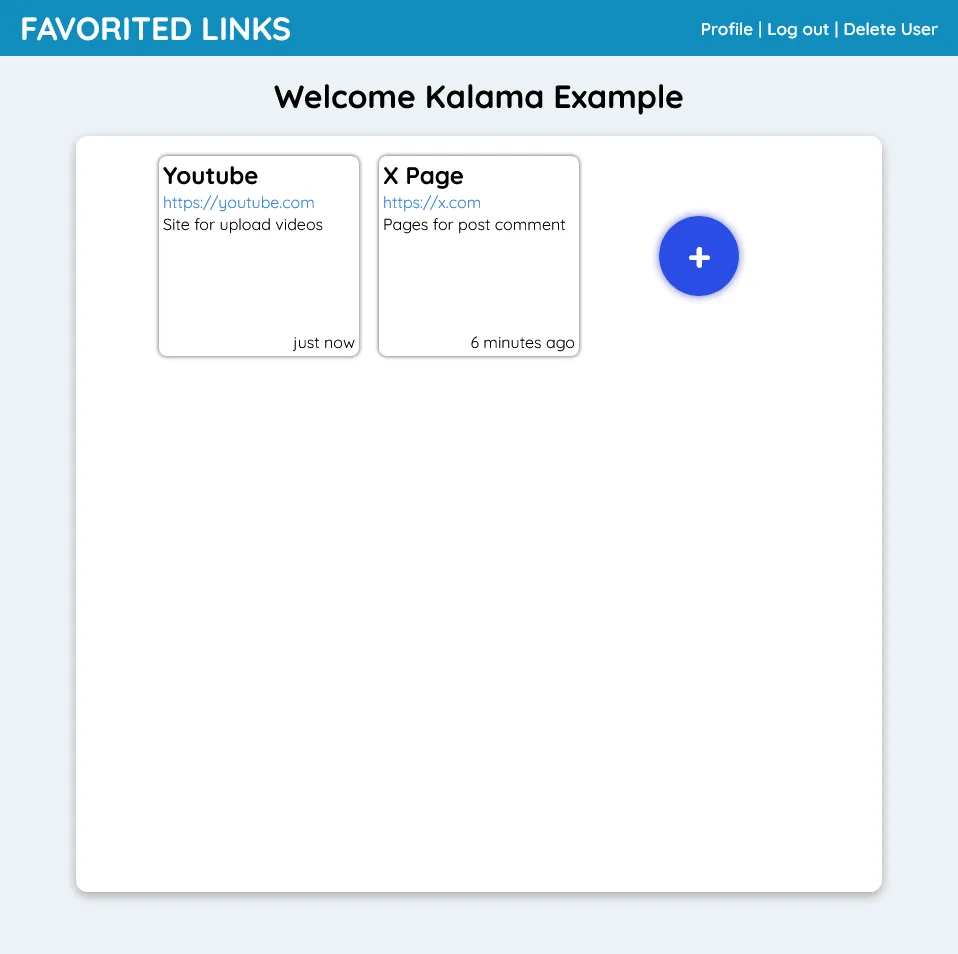 FAVORITED LINKS
Profile | Log out | Delete User
Welcome Kalama Example
Youtube
https://youtube.com
Site for upload videos
just now
X Page
https://x.com
Pages for post comment
6 minutes ago
+